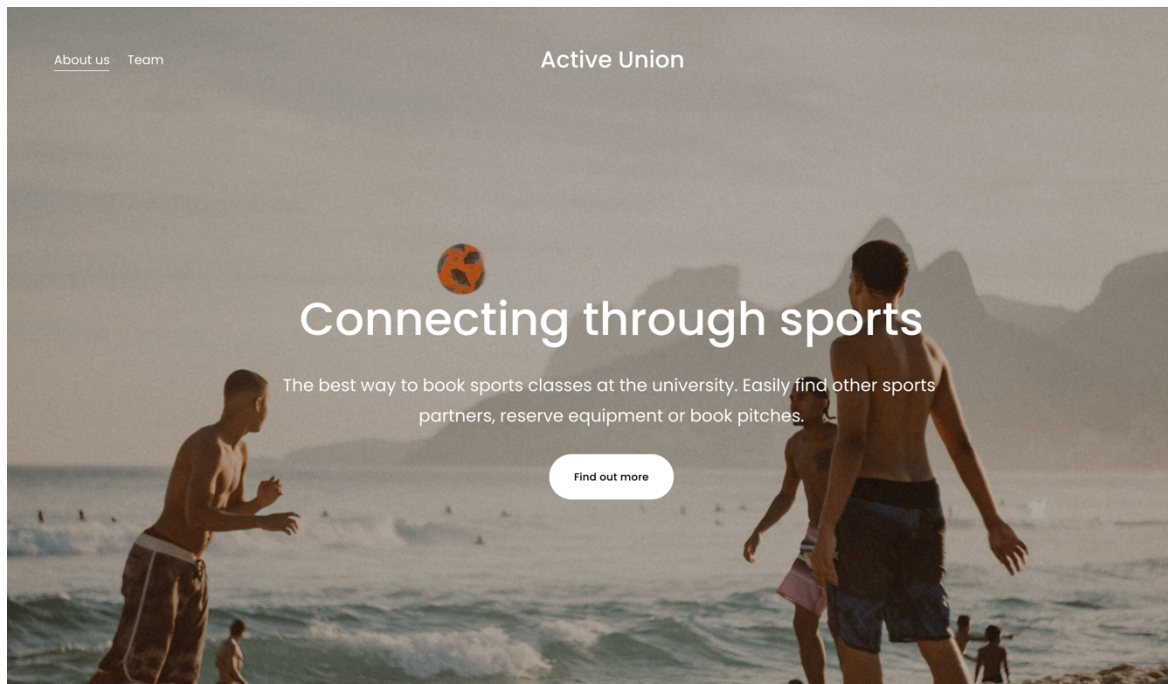 About us Team
Active Union
Connecting through sports
The best way to book sports classes at the university. Easily find other sports
partners, reserve equipment or book pitches.
Find out more